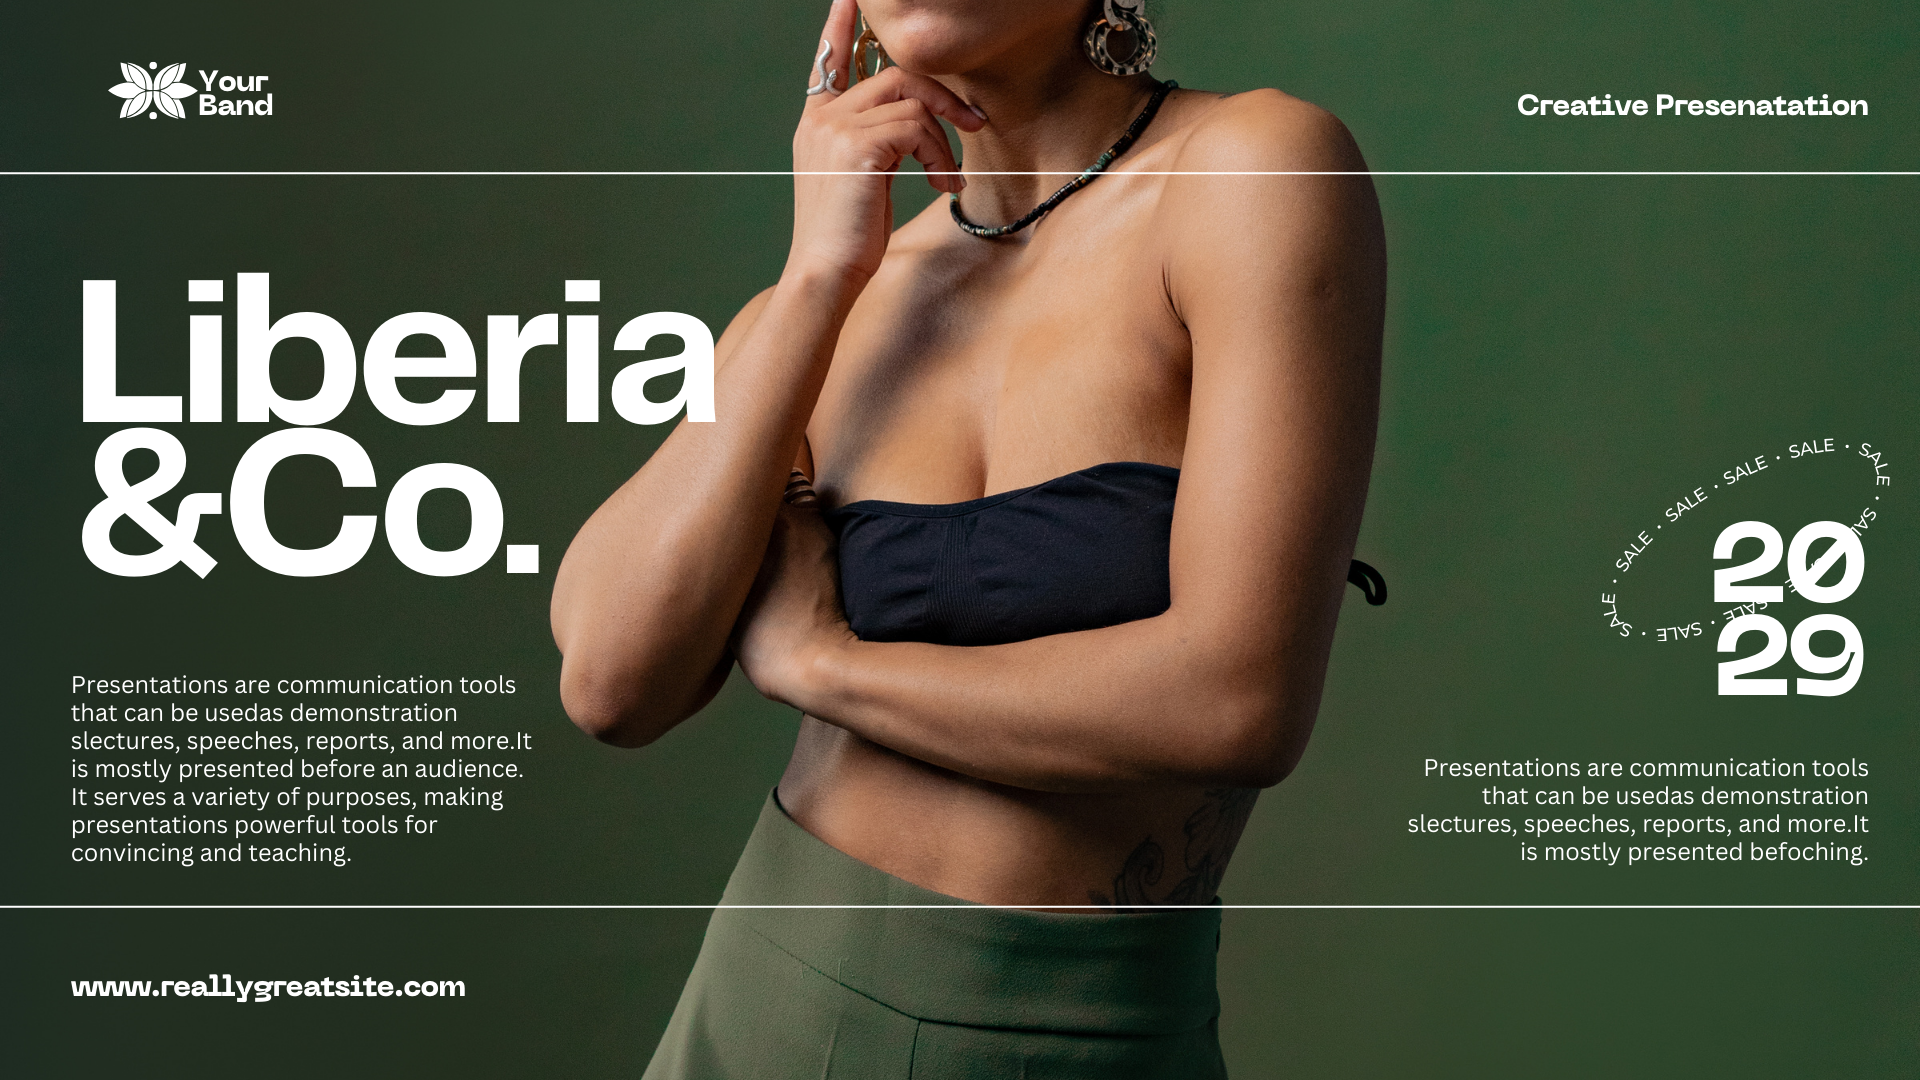 Your
Band
Creative Presenatation
Liberia
&Co.
SALE · SALE · SALE · SALE · SALE · SALE · SALE · SALE · SALE · SALE ·
20
29
Presentations are communication tools
that can be usedas demonstration
slectures, speeches, reports, and more.It
is mostly presented before an audience.
It serves a variety of purposes, making
presentations powerful tools for
convincing and teaching.
Presentations are communication tools
that can be usedas demonstration
slectures, speeches, reports, and more.It
is mostly presented befoching.
www.reallygreatsite.com